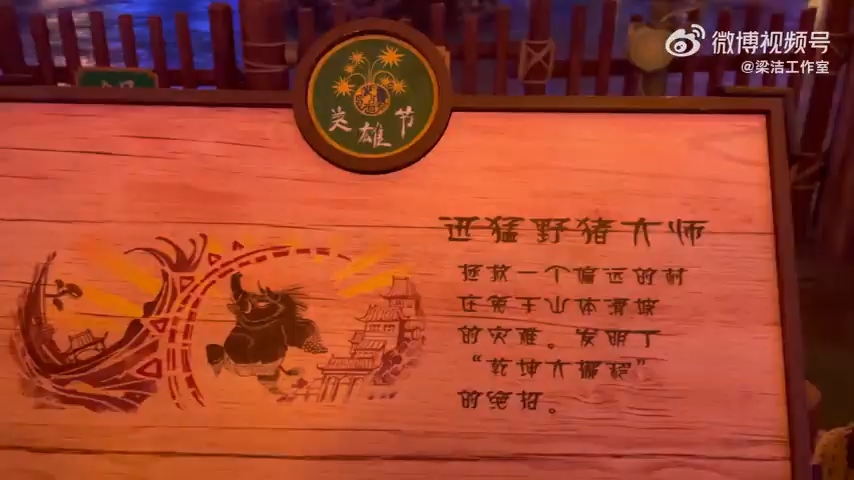 微博视频号
@梁洁工作室
英雄节
迅猛野猪大师
拯救一个偏远的村
庄免于山体滑坡
的灾难。发明了
“乾坤大挪移”
的绝招。